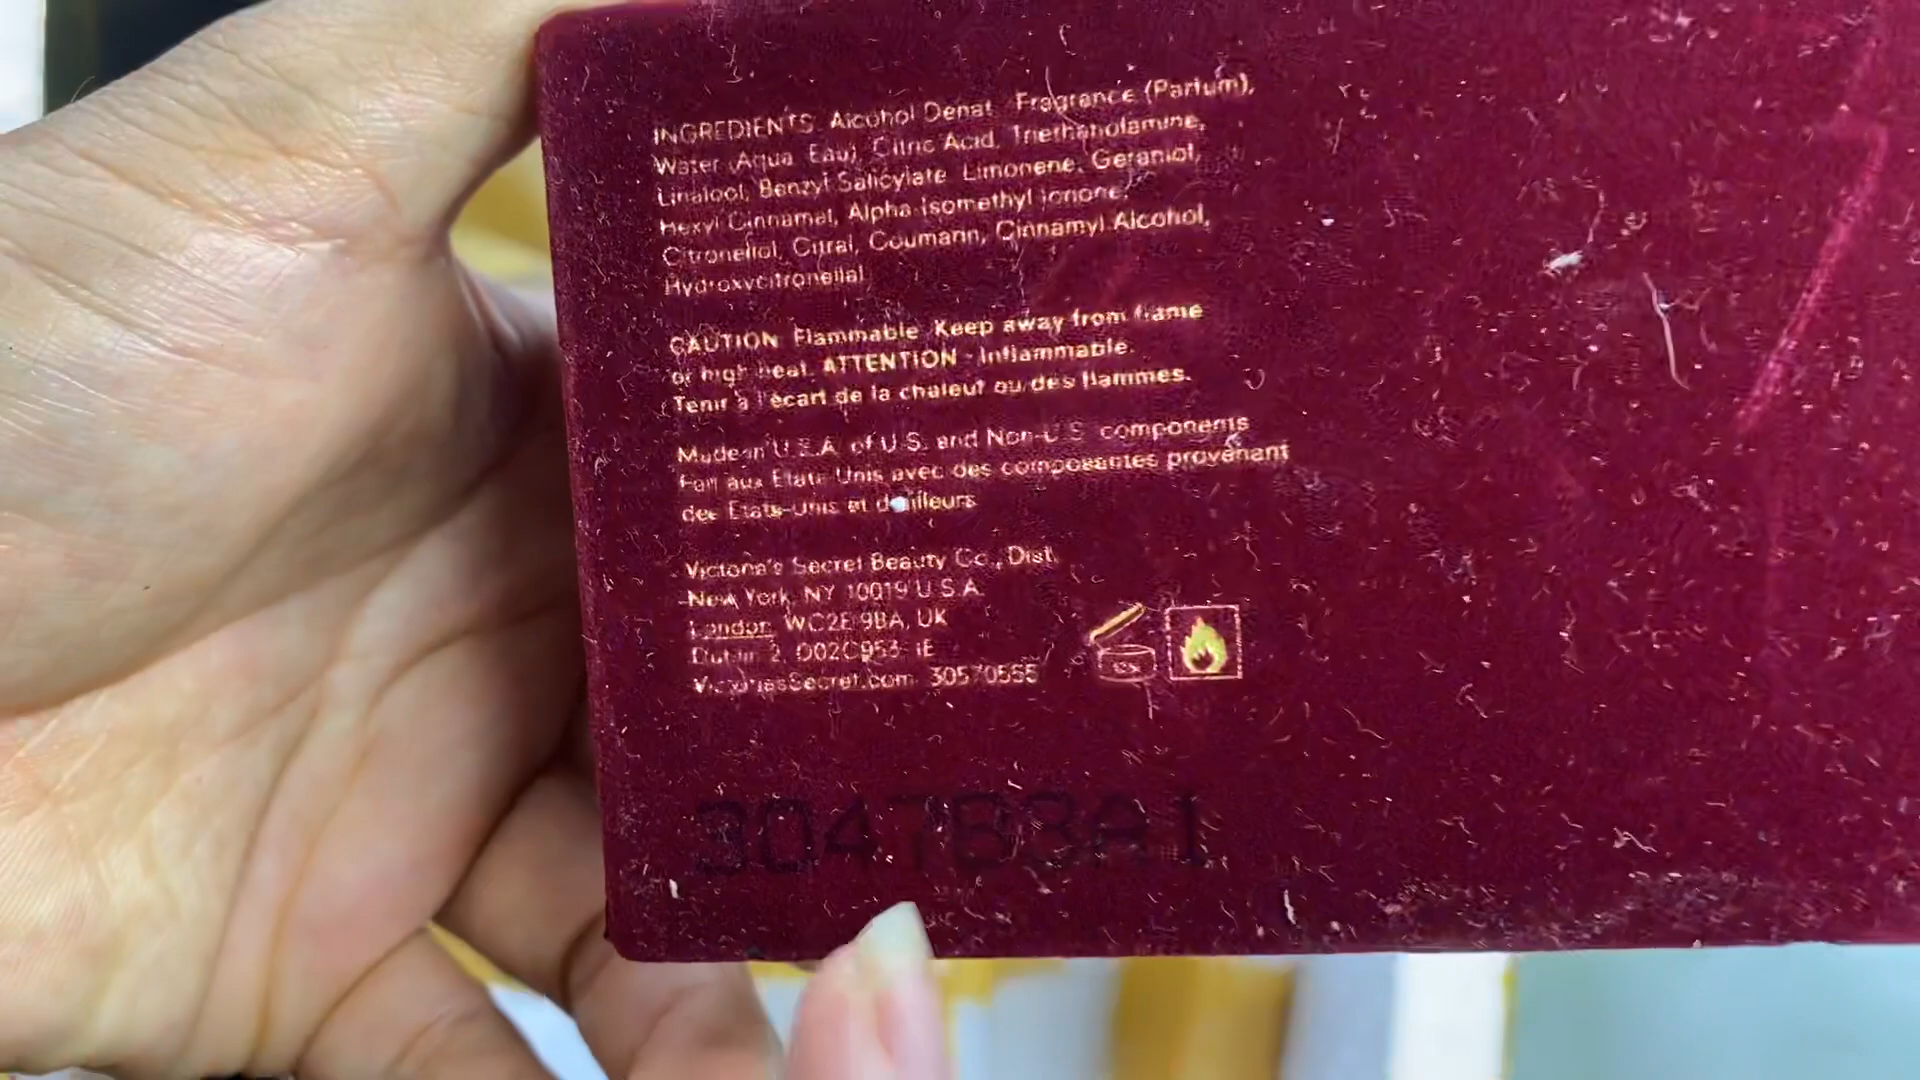 INGREDIENTS Alcohol Denat Fragrance (Parfum),
Water (Aqua Eau), Citric Acid, Triethanolamine,
Linalool, Benzyl Salicylate Limonene, Geraniol,
Hexyl Cinnamal, Alpha-Isomethyl Ionone,
Citronellol, Citral, Coumarin, Cinnamyl Alcohol,
Hydroxycitronellal
CAUTION Flammable Keep away from flame
or high heat. ATTENTION - Inflammable.
Tenir à l'écart de la chaleur ou des flammes.
Made in U.S.A. of U.S. and Non-U.S. components
Fait aux États-Unis avec des composantes provenant
des États-Unis et d'ailleurs
Victoria's Secret Beauty Co., Dist.
New York, NY 10019 U.S.A.
London WC2E 9BA, UK
Dublin 2, D02C953 IE
VictoriasSecret.com 30570555
3047B3A1